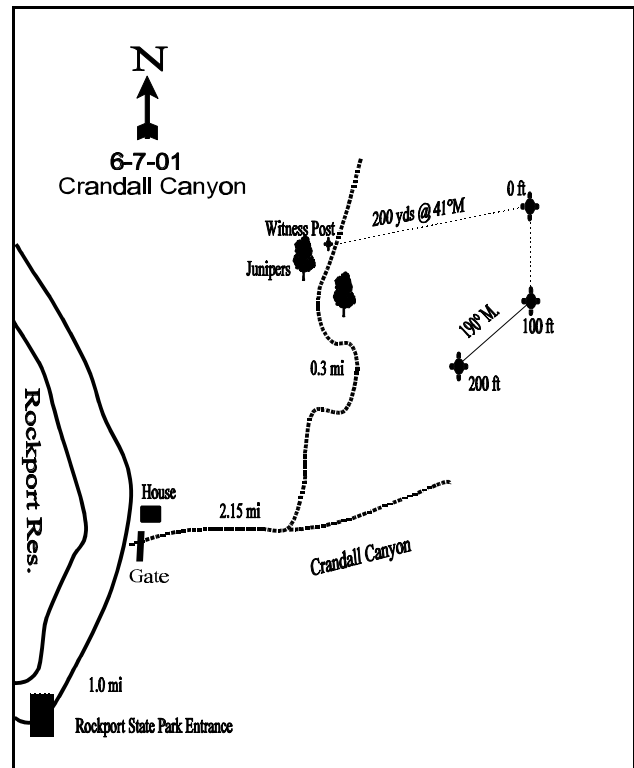 N
6-7-01
Crandall Canyon
0 ft
200 yds @ 41°M
Witness Post
Junipers
100 ft
190° M.
0.3 mi
200 ft
Rockport Res.
House
2.15 mi
Crandall Canyon
Gate
1.0 mi
Rockport State Park Entrance